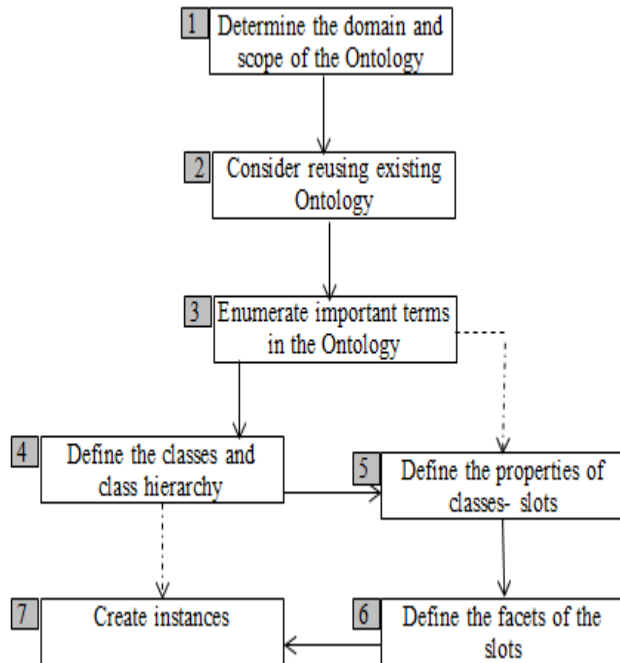 1
Determine the domain and
scope of the Ontology
2
Consider reusing existing
Ontology
3
Enumerate important terms
in the Ontology
4
Define the classes and
class hierarchy
5
Define the properties of
classes- slots
7
Create instances
6
Define the facets of the
slots